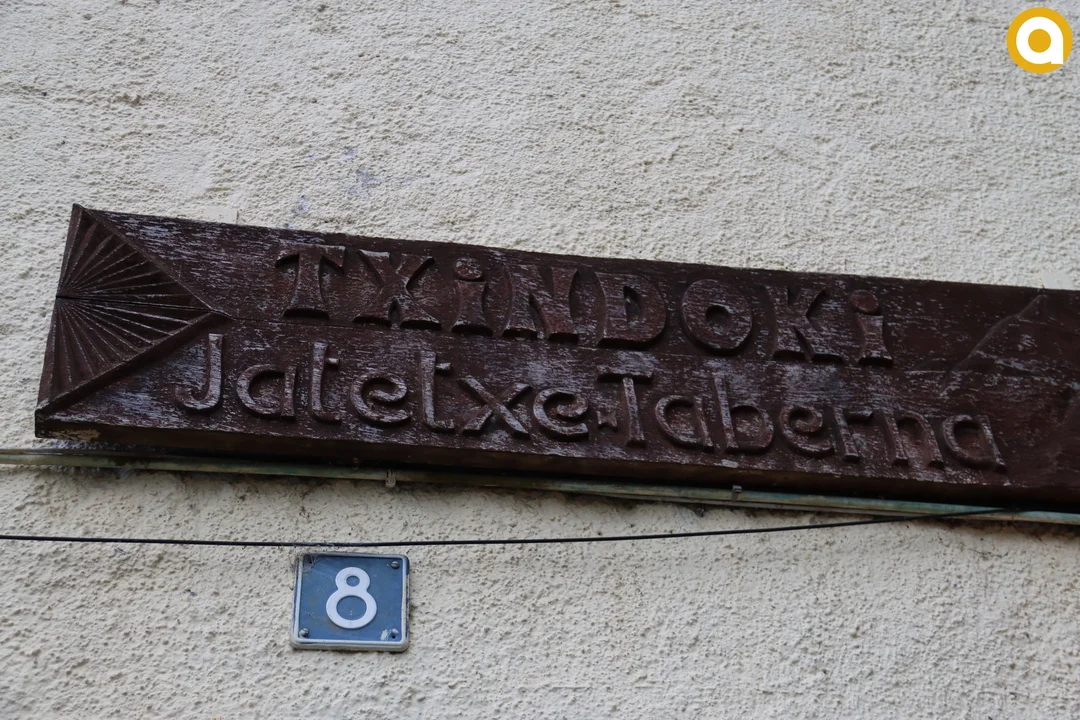 TXiNDOKi
Jatetxe-Taberna
8
a